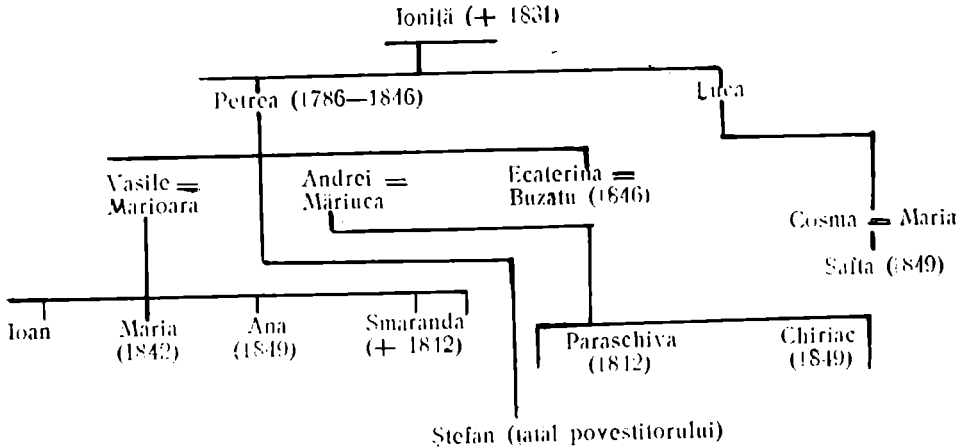 Ioniță (+ 1831)
Petrea (1786—1846)
Luca
Vasile =
Marioara
Andrei =
Măriuca
Ecaterina =
Buzatu (1846)
Cosma = Maria
Safta (1849)
Ioan
Maria
(1842)
Ana
(1849)
Smaranda
(+ 1842)
Paraschiva
(1842)
Chiriac
(1849)
Ștefan (tatal povestitorului)